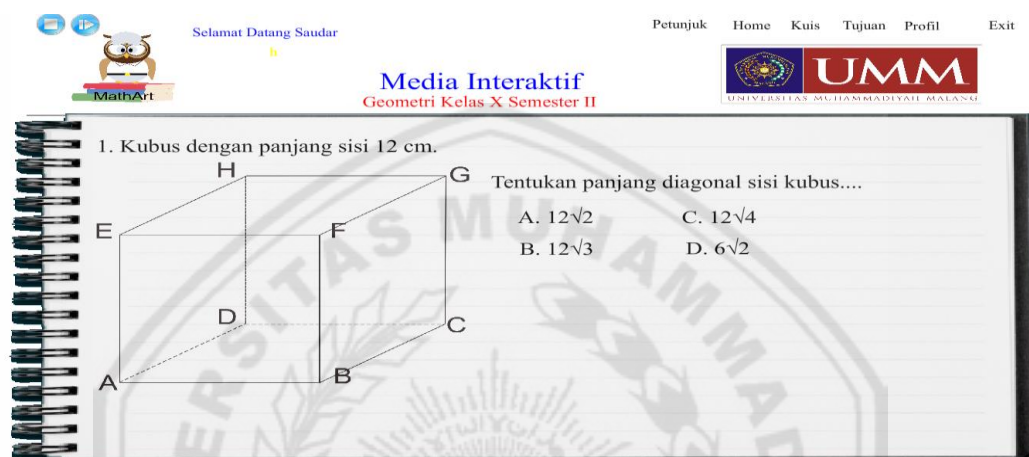 Petunjuk Home Kuis Tujuan Profil Exit
Selamat Datang Saudar
h
MathArt
Media Interaktif
Geometri Kelas X Semester II
UMM
UNIVERSITAS MUHAMMADIYAH MALANG
1. Kubus dengan panjang sisi 12 cm.
H
G
E
F
D
C
A
B
Tentukan panjang diagonal sisi kubus....
A. 12√2 C. 12√4
B. 12√3 D. 6√2